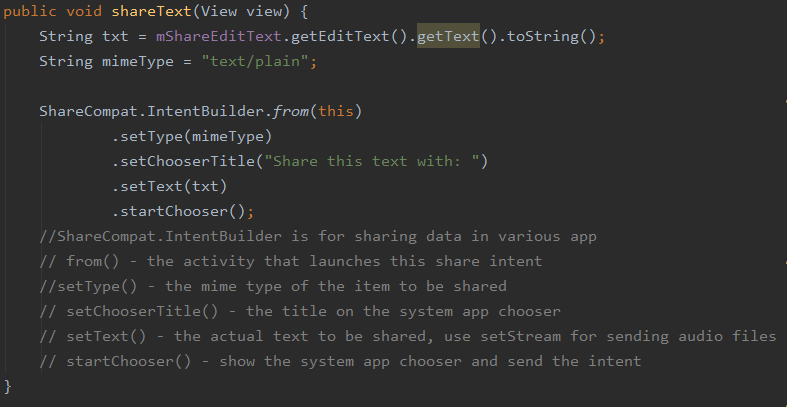 public void shareText(View view) {
    String txt = mShareEditText.getEditText().getText().toString();
    String mimeType = "text/plain";

    ShareCompat.IntentBuilder.from(this)
            .setType(mimeType)
            .setChooserTitle("Share this text with: ")
            .setText(txt)
            .startChooser();
    //ShareCompat.IntentBuilder is for sharing data in various app
    // from() - the activity that launches this share intent
    //setType() - the mime type of the item to be shared
    // setChooserTitle() - the title on the system app chooser
    // setText() - the actual text to be shared, use setStream for sending audio files
    // startChooser() - show the system app chooser and send the intent
}